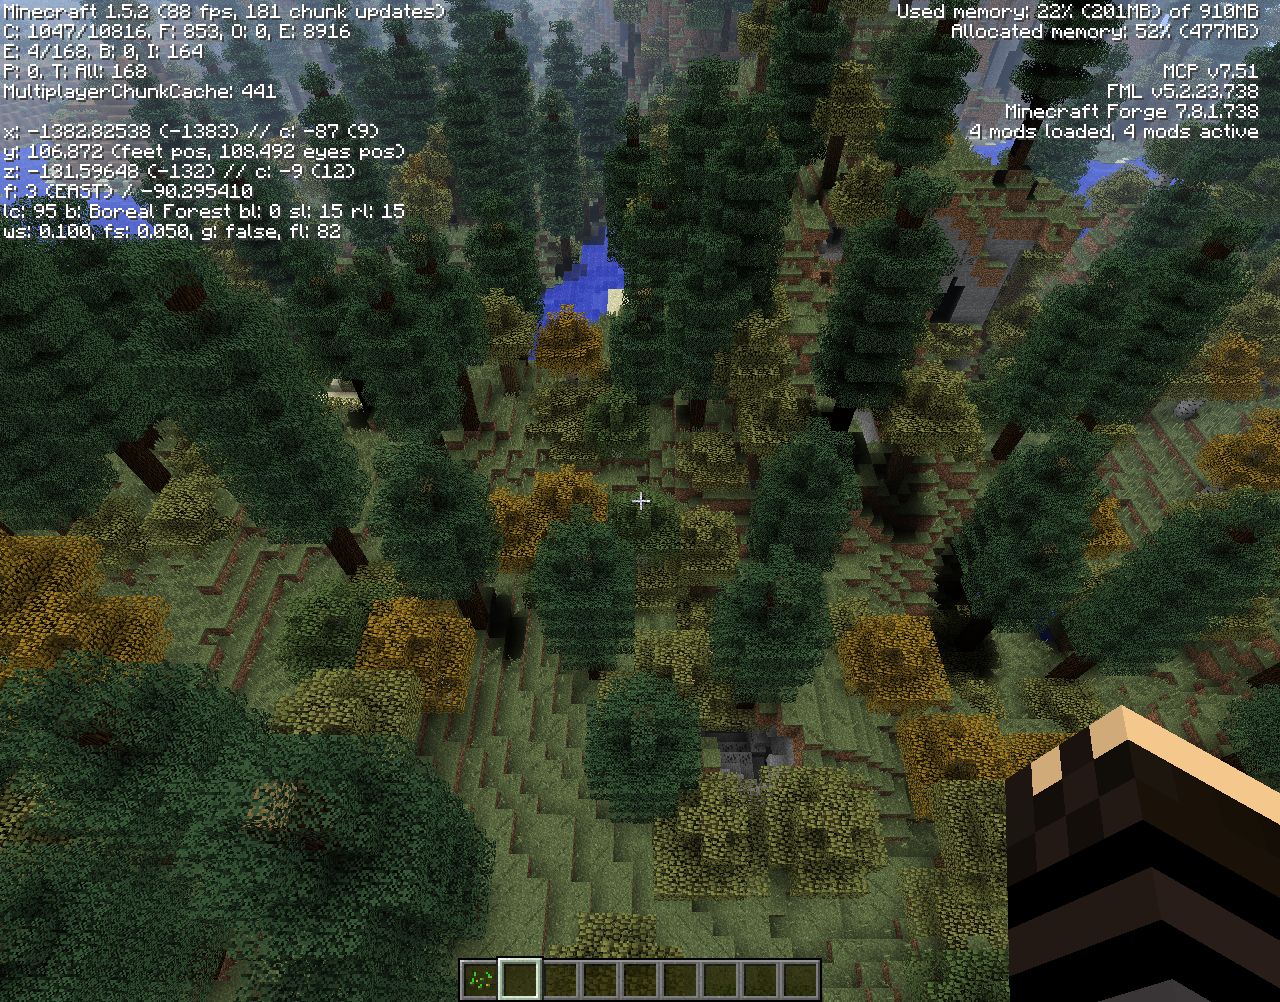 Minecraft 1.5.2 (88 fps, 181 chunk updates)
C: 1047/10816. F: 853, O: 0, E: 8916
E: 4/168. B: 0, I: 164
P: 0. T: All: 168
MultiplayerChunkCache: 441
x: -1382.82538 (-1383) // c: -87 (9)
y: 106.872 (feet pos, 108.492 eyes pos)
z: -131.59648 (-132) // c: -9 (12)
f: 3 (EAST) / -90.295410
lc: 95 b: Boreal Forest bl: 0 sl: 15 rl: 15
ws: 0.100, fs: 0.050, g: false, fl: 82
Used memory: 22% (201MB) of 910MB
Allocated memory: 52% (477MB)
MCP v7.51
FML v5.2.23.738
Minecraft Forge 7.8.1.738
4 mods loaded, 4 mods active